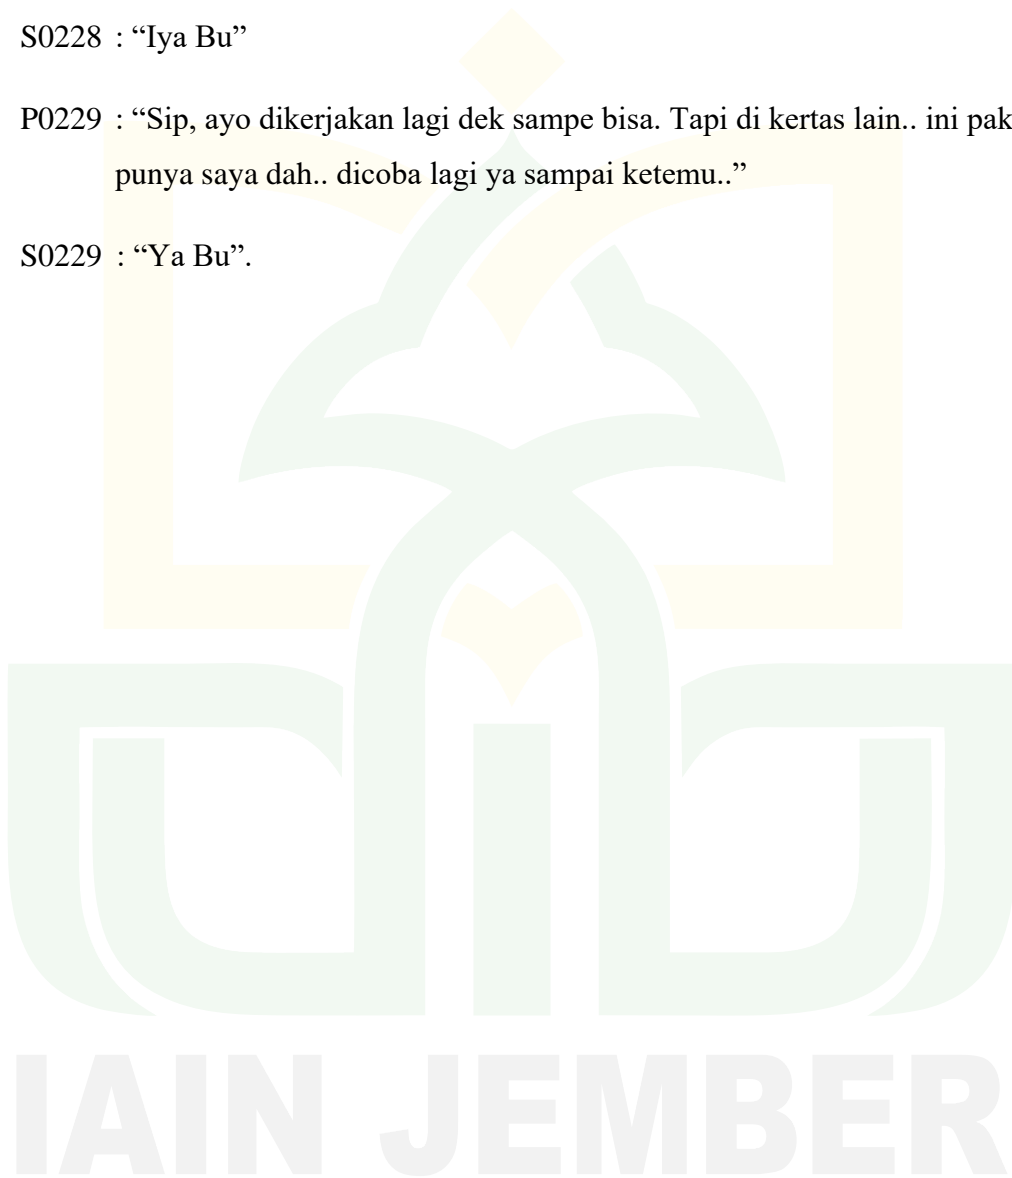 S0228 : “Iya Bu”
P0229 : “Sip, ayo dikerjakan lagi dek sampe bisa. Tapi di kertas lain.. ini pak
punya saya dah.. dicoba lagi ya sampai ketemu..”
S0229 : “Ya Bu”.
IAIN JEMBER